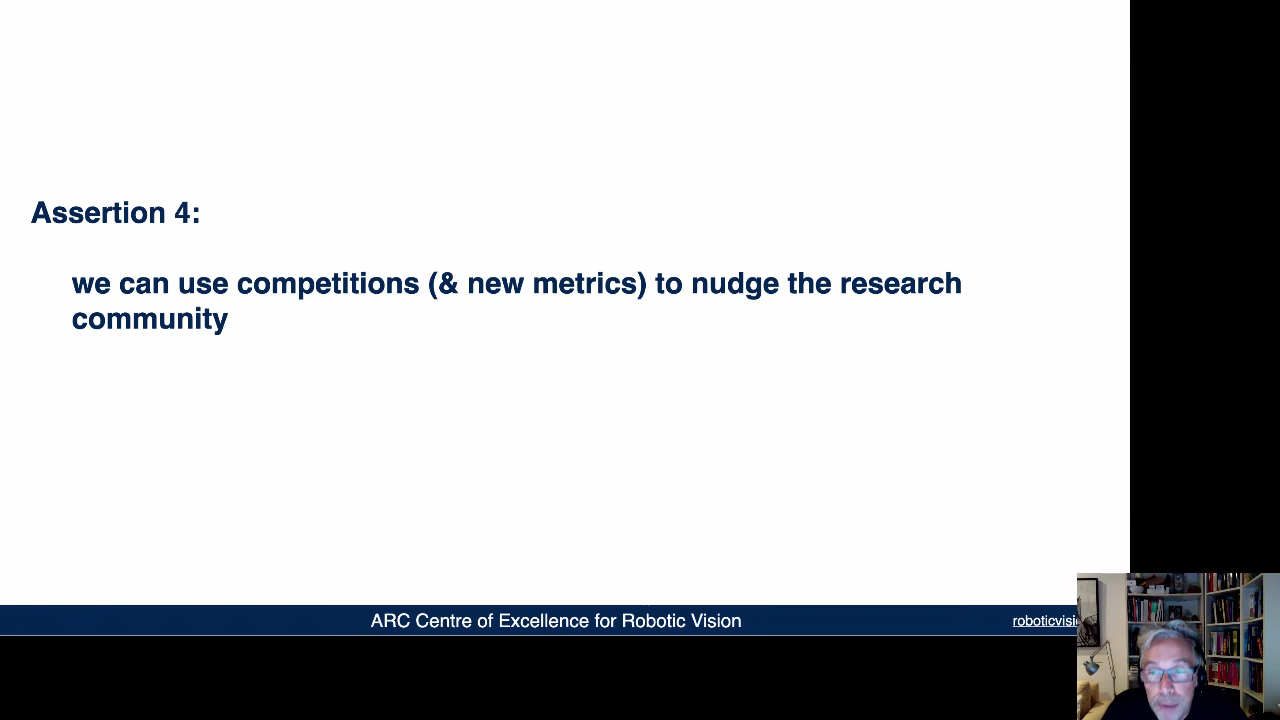 Assertion 4:
we can use competitions (& new metrics) to nudge the research
community
ARC Centre of Excellence for Robotic Vision
roboticvisi